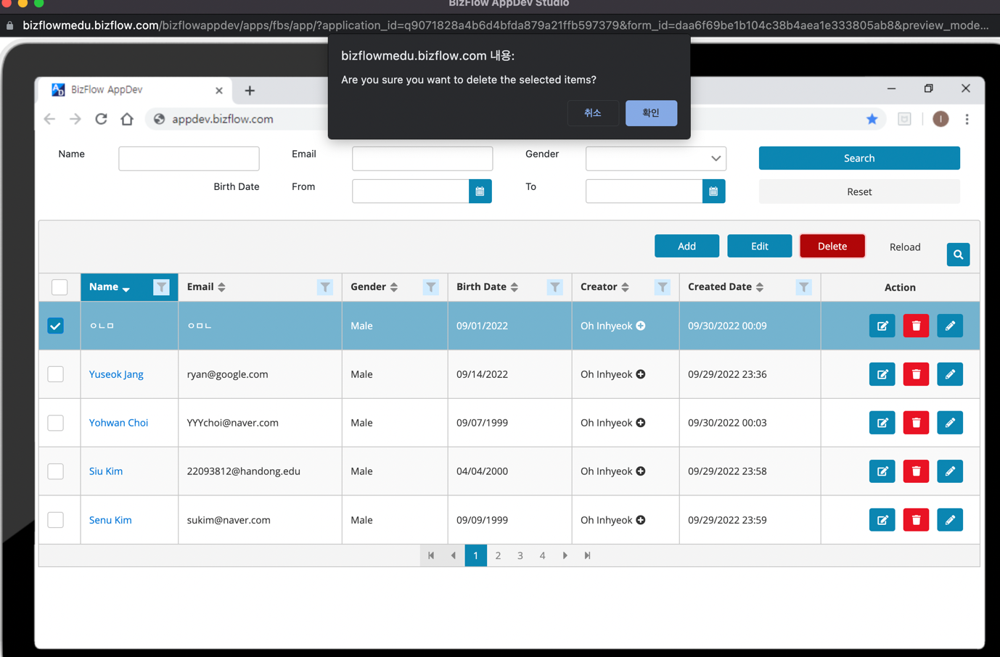 BizFlow AppDev Studio
bizflowmedu.bizflow.com/bizflowappdev/apps/fbs/app/?application_id=q9071828a4b6d4bfda879a21ffb597379&form_id=daa6f69be1b104c38b4aea1e333805ab8&preview_mode...
bizflowmedu.bizflow.com 내용:
Are you sure you want to delete the selected items?
취소 확인
BizFlow AppDev
appdev.bizflow.com
I
Name Email Gender Search
Birth Date From To Reset
Add Edit Delete Reload
Name Email Gender Birth Date Creator Created Date Action
ㅇㄴㅁ ㅇㅁㄴ Male 09/01/2022 Oh Inhyeok 09/30/2022 00:09
Yuseok Jang ryan@google.com Male 09/14/2022 Oh Inhyeok 09/29/2022 23:36
Yohwan Choi YYYchoi@naver.com Male 09/07/1999 Oh Inhyeok 09/30/2022 00:03
Siu Kim 22093812@handong.edu Male 04/04/2000 Oh Inhyeok 09/29/2022 23:58
Senu Kim sukim@naver.com Male 09/09/1999 Oh Inhyeok 09/29/2022 23:59
1 2 3 4